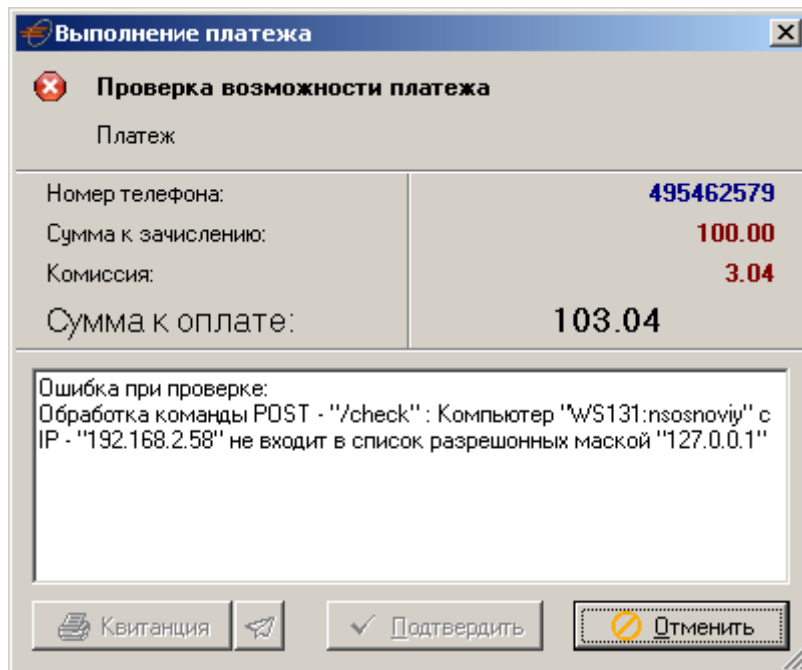 Выполнение платежа
Проверка возможности платежа
Платеж
Номер телефона: 495462579
Сумма к зачислению: 100.00
Комиссия: 3.04
Сумма к оплате: 103.04
Ошибка при проверке:
Обработка команды POST - "/check" : Компьютер "WS131:nsosnoviy" с
IP - "192.168.2.58" не входит в список разрешонных маской "127.0.0.1"
Квитанция Подтвердить Отменить